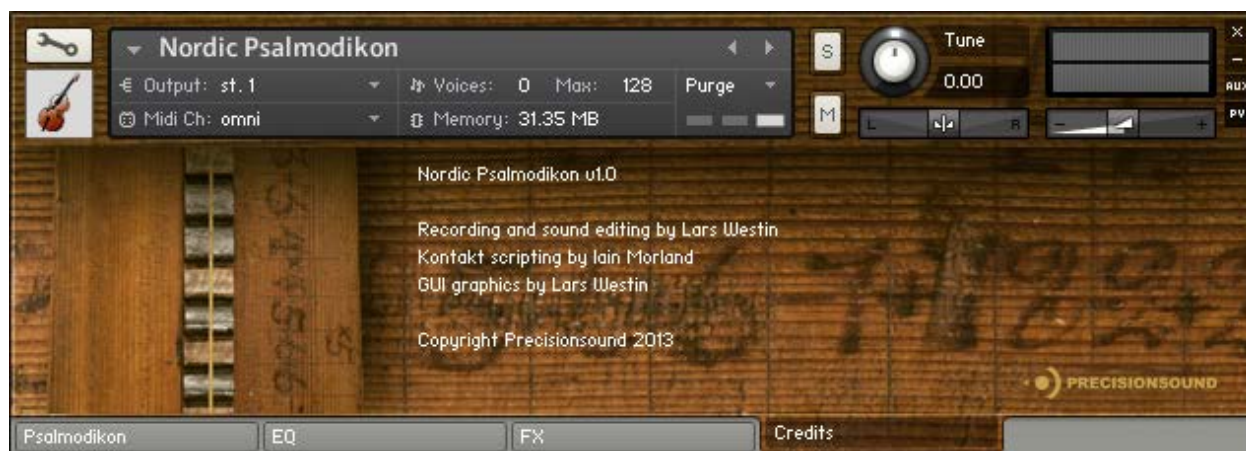 Nordic Psalmodikon
S
Tune
×
Output: st. 1
Voices: 0 Max: 128
Purge
0.00
AUX
Midi Ch: omni
Memory: 31.35 MB
M
L
R
PV
Nordic Psalmodikon v1.0
Recording and sound editing by Lars Westin
Kontakt scripting by Iain Morland
GUI graphics by Lars Westin
Copyright Precisionsound 2013
PRECISIONSOUND
Psalmodikon
EQ
FX
Credits